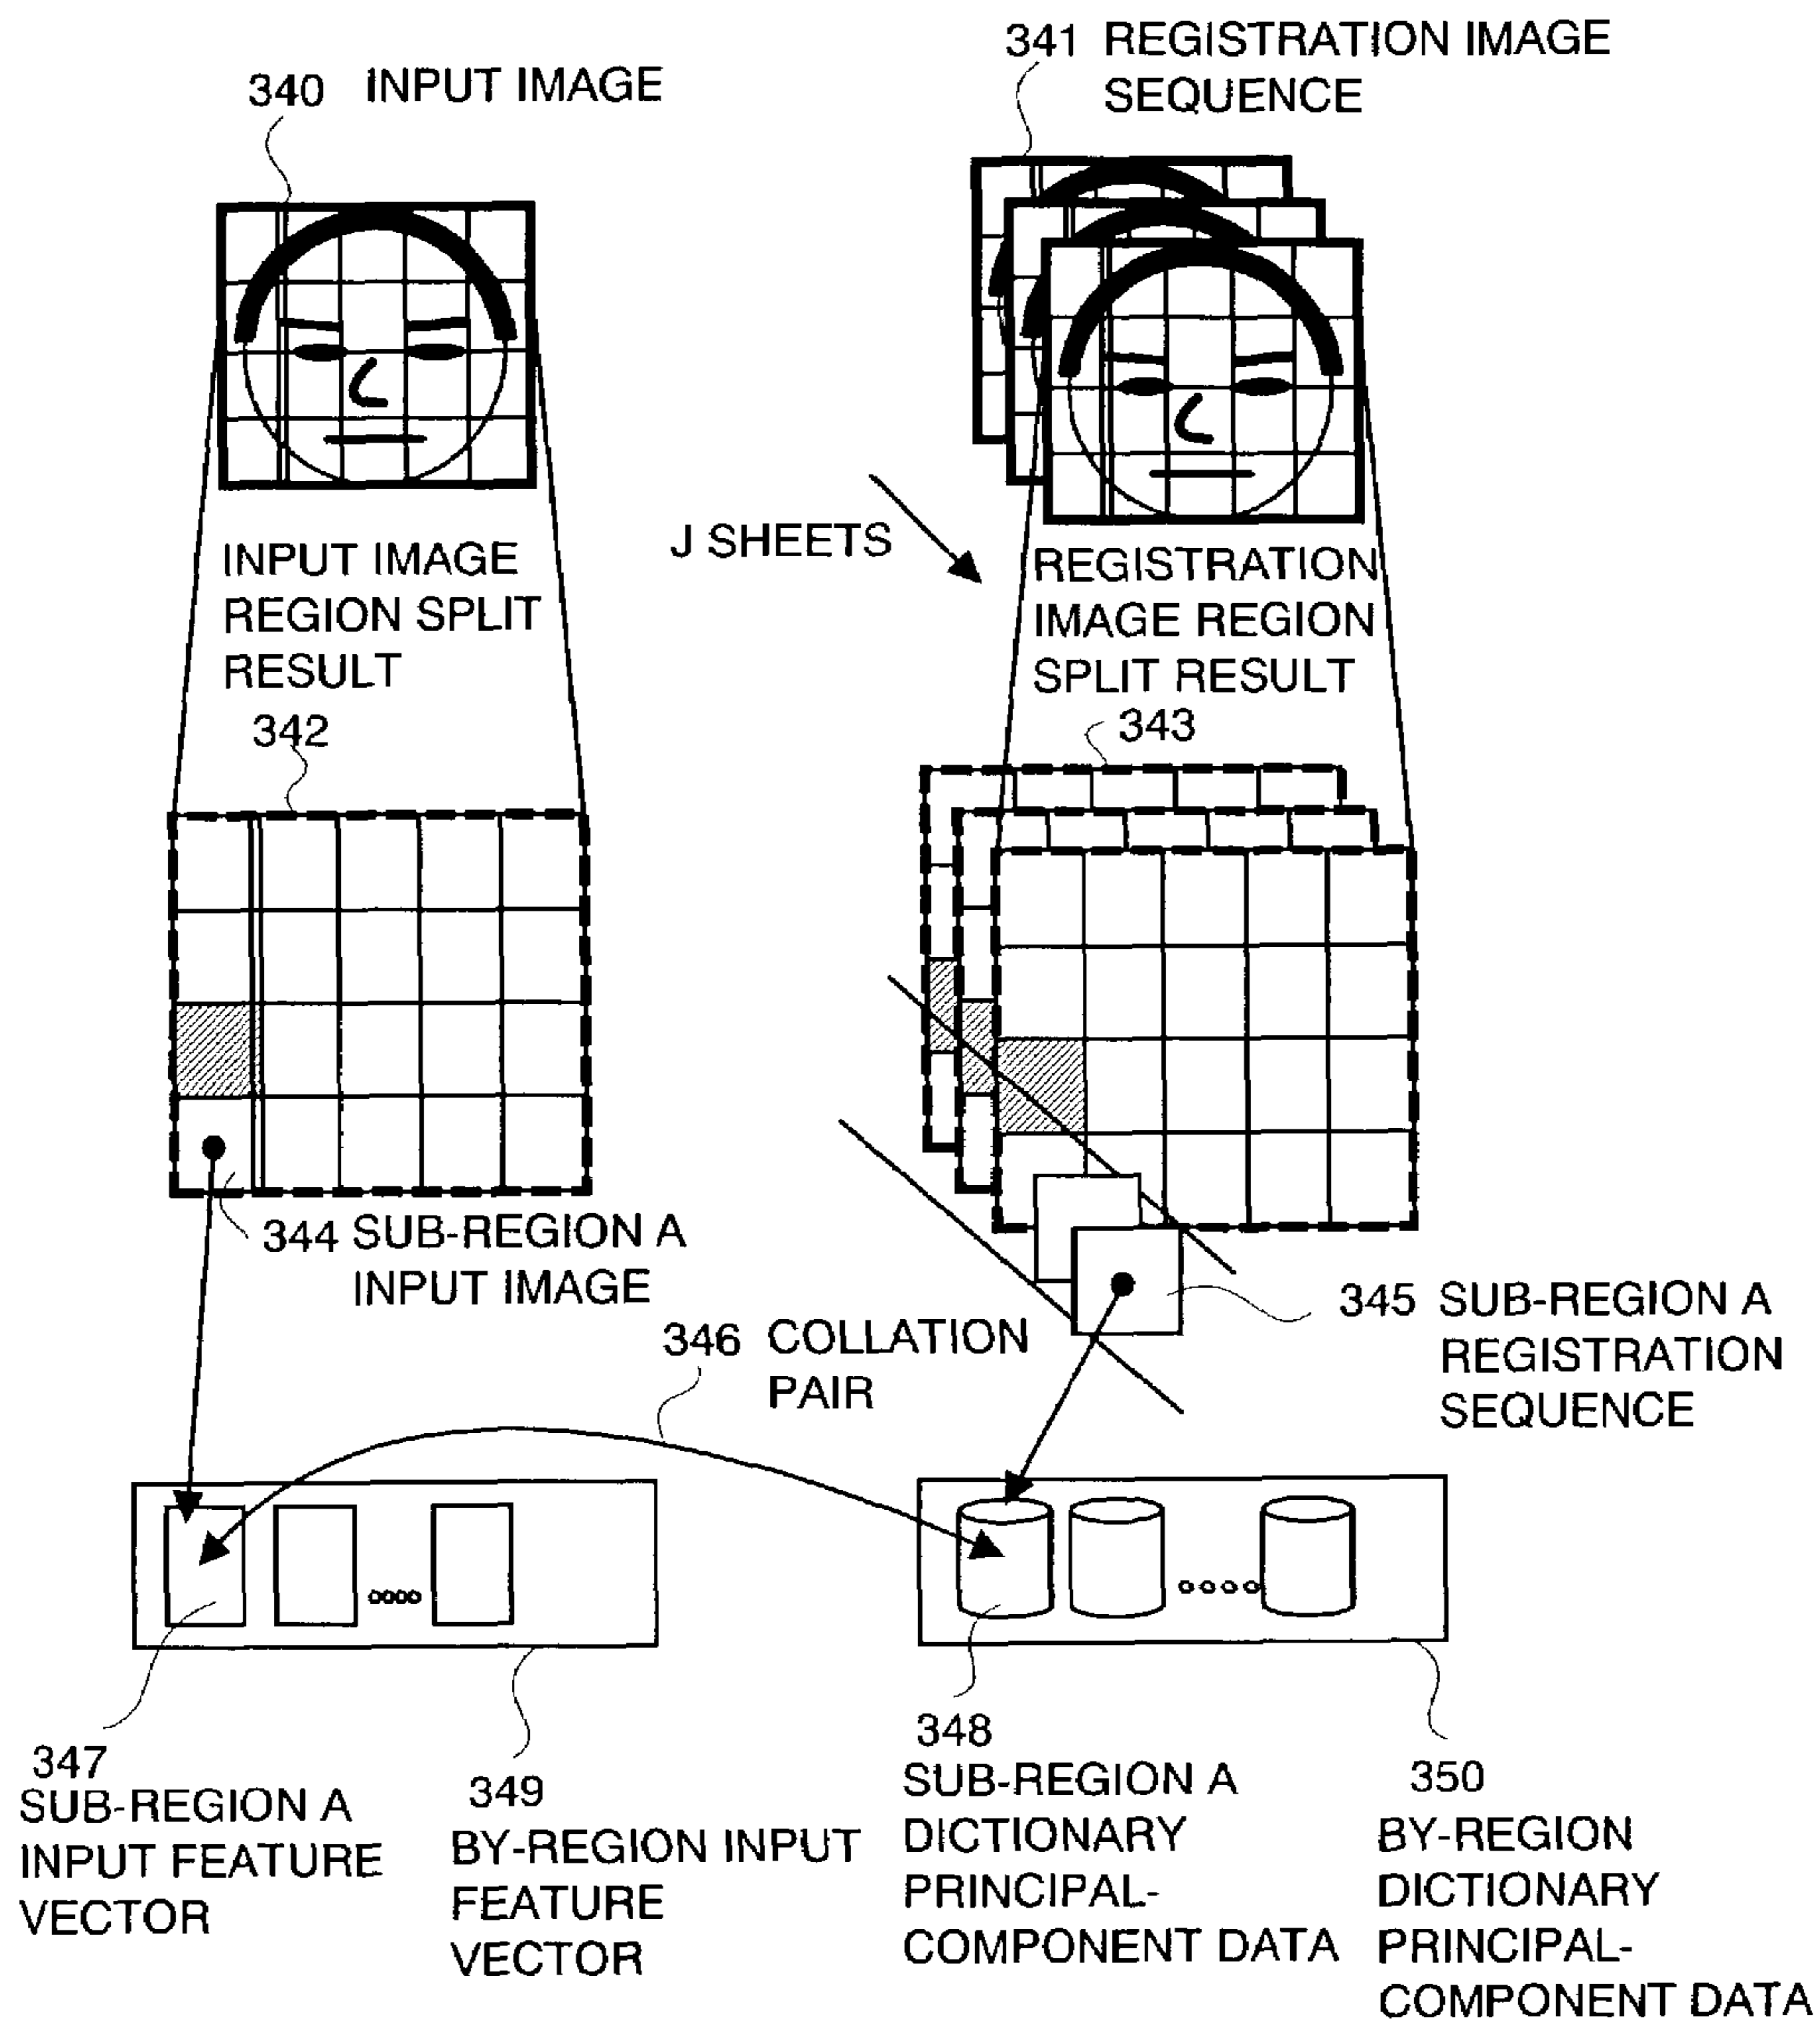 340 INPUT IMAGE
341 REGISTRATION IMAGE
SEQUENCE
INPUT IMAGE
REGION SPLIT
RESULT
342
J SHEETS
REGISTRATION
IMAGE REGION
SPLIT RESULT
343
344 SUB-REGION A
INPUT IMAGE
345 SUB-REGION A
REGISTRATION
SEQUENCE
346 COLLATION
PAIR
347
SUB-REGION A
INPUT FEATURE
VECTOR
349
BY-REGION INPUT
FEATURE
VECTOR
348
SUB-REGION A
DICTIONARY
PRINCIPAL-
COMPONENT DATA
350
BY-REGION
DICTIONARY
PRINCIPAL-
COMPONENT DATA